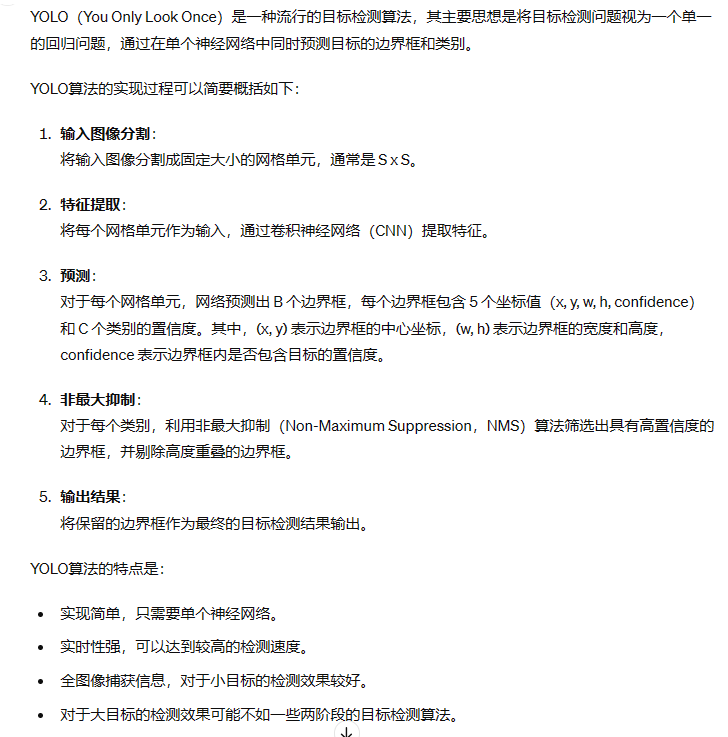 YOLO（You Only Look Once）是一种流行的目标检测算法，其主要思想是将目标检测问题视为一个单一
的回归问题，通过在单个神经网络中同时预测目标的边界框和类别。
YOLO算法的实现过程可以简要概括如下：
1. 输入图像分割：
将输入图像分割成固定大小的网格单元，通常是 S x S。
2. 特征提取：
将每个网格单元作为输入，通过卷积神经网络（CNN）提取特征。
3. 预测：
对于每个网格单元，网络预测出 B 个边界框，每个边界框包含 5 个坐标值（x, y, w, h, confidence）
和 C 个类别的置信度。其中，(x, y) 表示边界框的中心坐标，(w, h) 表示边界框的宽度和高度，
confidence 表示边界框内是否包含目标的置信度。
4. 非最大抑制：
对于每个类别，利用非最大抑制（Non-Maximum Suppression，NMS）算法筛选出具有高置信度的
边界框，并剔除高度重叠的边界框。
5. 输出结果：
将保留的边界框作为最终的目标检测结果输出。
YOLO算法的特点是：
• 实现简单，只需要单个神经网络。
• 实时性强，可以达到较高的检测速度。
• 全图像捕获信息，对于小目标的检测效果较好。
• 对于大目标的检测效果可能不如一些两阶段的目标检测算法。